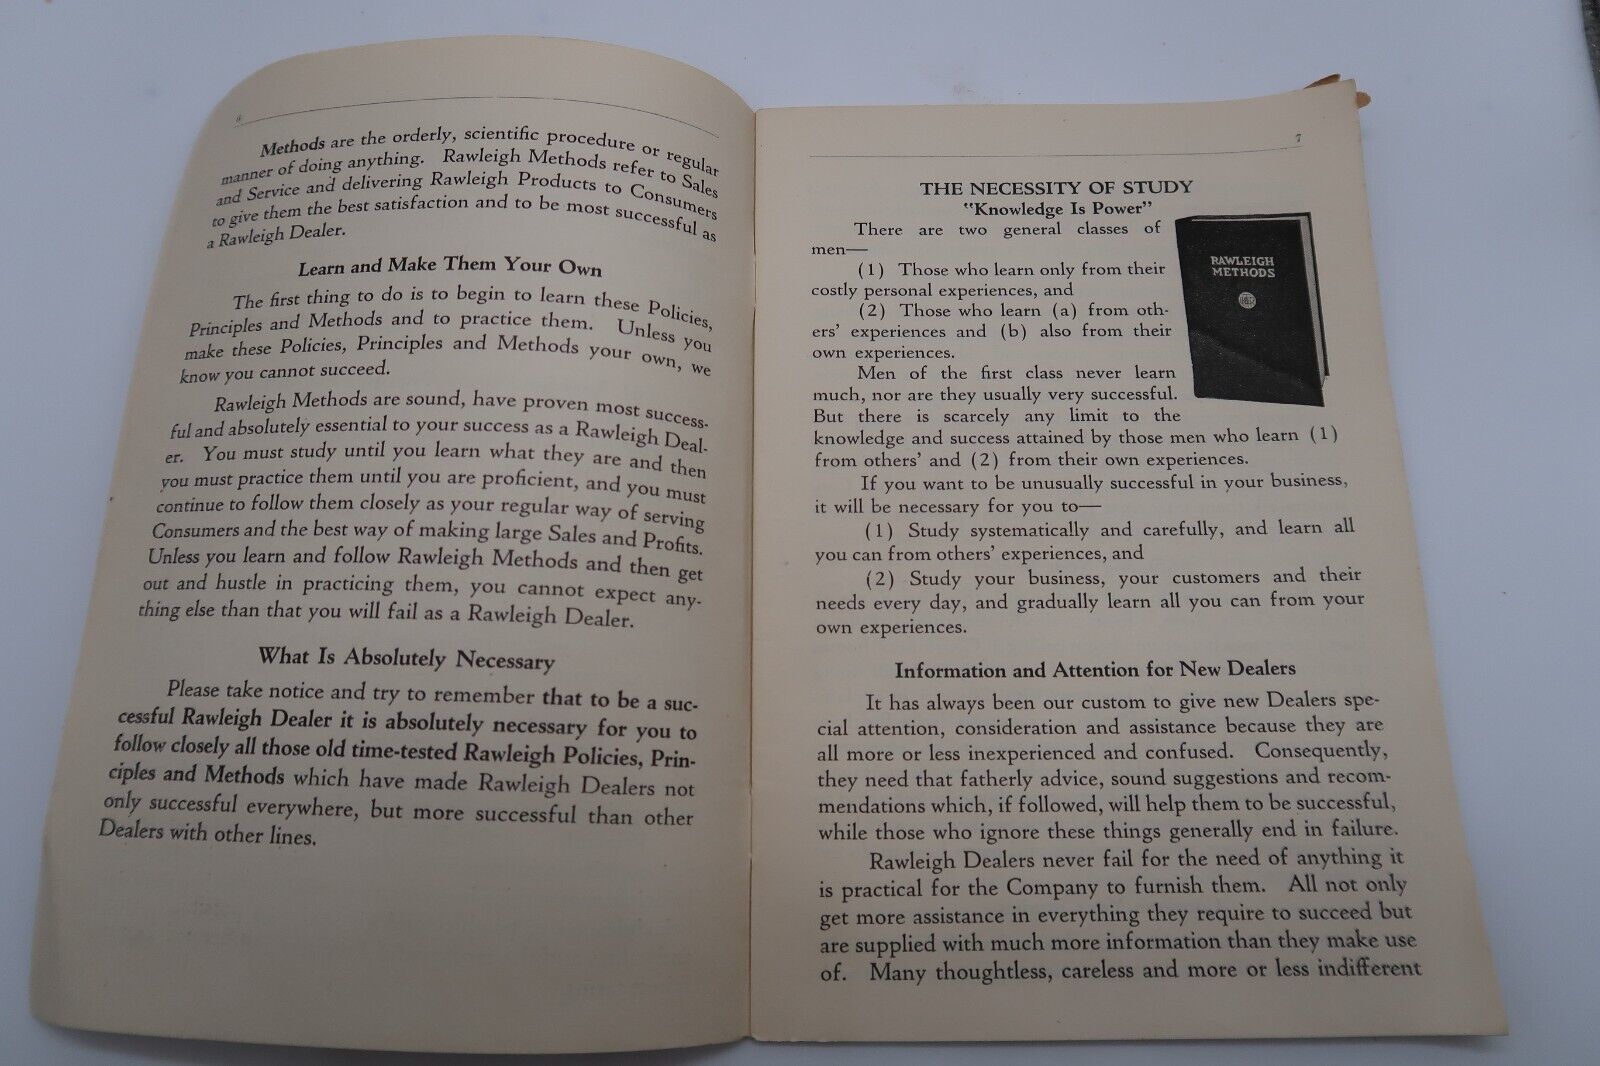 6
Methods are the orderly, scientific procedure or regular
manner of doing anything. Rawleigh Methods refer to Sales
and Service and delivering Rawleigh Products to Consumers
to give them the best satisfaction and to be most successful as
a Rawleigh Dealer.
Learn and Make Them Your Own
The first thing to do is to begin to learn these Policies,
Principles and Methods and to practice them. Unless you
make these Policies, Principles and Methods your own, we
know you cannot succeed.
Rawleigh Methods are sound, have proven most success-
ful and absolutely essential to your success as a Rawleigh Deal-
er. You must study until you learn what they are and then
you must practice them until you are proficient, and you must
continue to follow them closely as your regular way of serving
Consumers and the best way of making large Sales and Profits.
Unless you learn and follow Rawleigh Methods and then get
out and hustle in practicing them, you cannot expect any-
thing else than that you will fail as a Rawleigh Dealer.
What Is Absolutely Necessary
Please take notice and try to remember that to be a suc-
cessful Rawleigh Dealer it is absolutely necessary for you to
follow closely all those old time-tested Rawleigh Policies, Prin-
ciples and Methods which have made Rawleigh Dealers not
only successful everywhere, but more successful than other
Dealers with other lines.
7
THE NECESSITY OF STUDY
"Knowledge Is Power"
There are two general classes of
men—
(1) Those who learn only from their
costly personal experiences, and
(2) Those who learn (a) from oth-
ers' experiences and (b) also from their
own experiences.
Men of the first class never learn
much, nor are they usually very successful.
But there is scarcely any limit to the
knowledge and success attained by those men who learn (1)
from others' and (2) from their own experiences.
RAWLEIGH
METHODS
If you want to be unusually successful in your business,
it will be necessary for you to—
(1) Study systematically and carefully, and learn all
you can from others' experiences, and
(2) Study your business, your customers and their
needs every day, and gradually learn all you can from your
own experiences.
Information and Attention for New Dealers
It has always been our custom to give new Dealers spe-
cial attention, consideration and assistance because they are
all more or less inexperienced and confused. Consequently,
they need that fatherly advice, sound suggestions and recom-
mendations which, if followed, will help them to be successful,
while those who ignore these things generally end in failure.
Rawleigh Dealers never fail for the need of anything it
is practical for the Company to furnish them. All not only
get more assistance in everything they require to succeed but
are supplied with much more information than they make use
of. Many thoughtless, careless and more or less indifferent